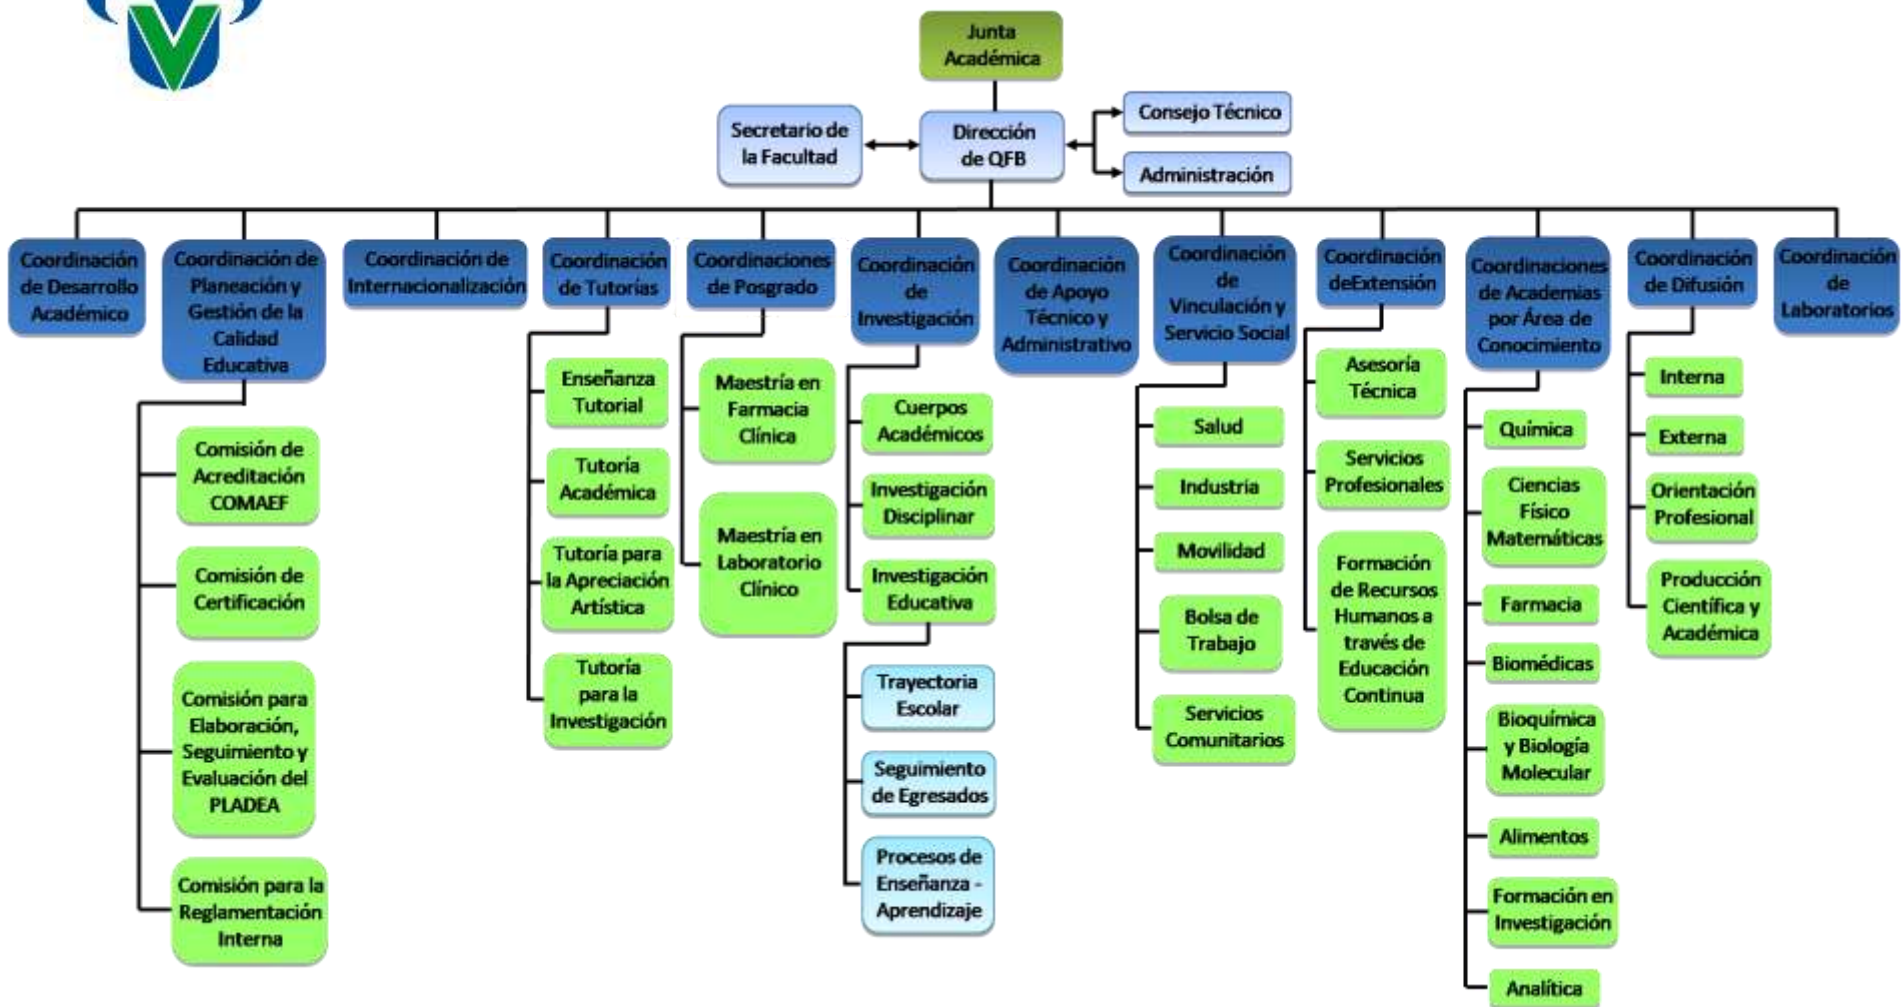 Junta
Académica
Secretario de
la Facultad
Dirección
de QFB
Consejo Técnico
Administración
Coordinación
de Desarrollo
Académico
Coordinación de
Planeación y
Gestión de la
Calidad
Educativa
Comisión de
Acreditación
COMAEF
Comisión de
Certificación
Comisión para
Elaboración,
Seguimiento y
Evaluación del
PLADEA
Comisión para la
Reglamentación
Interna
Coordinación de
Internacionalización
Coordinación
de Tutorías
Enseñanza
Tutorial
Tutoría
Académica
Tutoría para
la Apreciación
Artística
Tutoría
para la
Investigación
Coordinaciones
de Posgrado
Maestría en
Farmacia
Clínica
Maestría en
Laboratorio
Clínico
Coordinación
de
Investigación
Cuerpos
Académicos
Investigación
Disciplinar
Investigación
Educativa
Trayectoria
Escolar
Seguimiento
de Egresados
Procesos de
Enseñanza -
Aprendizaje
Coordinación
de Apoyo
Técnico y
Administrativo
Coordinación
de
Vinculación y
Servicio Social
Salud
Industria
Movilidad
Bolsa de
Trabajo
Servicios
Comunitarios
Coordinación
deExtensión
Asesoría
Técnica
Servicios
Profesionales
Formación
de Recursos
Humanos a
través de
Educación
Continua
Coordinaciones
de Academias
por Área de
Conocimiento
Química
Ciencias
Físico
Matemáticas
Farmacia
Biomédicas
Bioquímica
y Biología
Molecular
Alimentos
Formación en
Investigación
Analítica
Coordinación
de Difusión
Interna
Externa
Orientación
Profesional
Producción
Científica y
Académica
Coordinación
de
Laboratorios